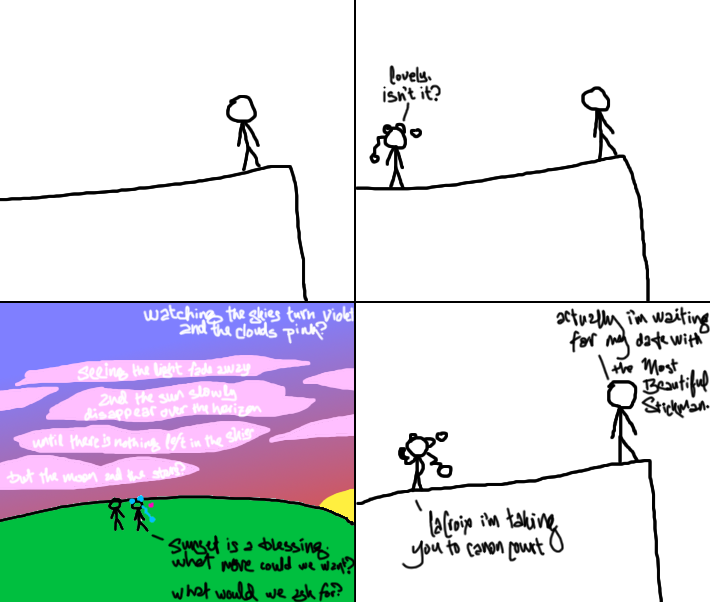 lovely.
isn't it?
watching the skies turn violet
and the clouds pink?
seeing the light fade away
and the sun slowly
disappear over the horizon
until there's nothing left in the skies
but the moon and the stars?
sunset is a blessing.
what more could we want?
what would we ask for?
actually i'm waiting
for my date with
the Most
Beautiful
Stickman.
lacroix i'm taking
you to canon court